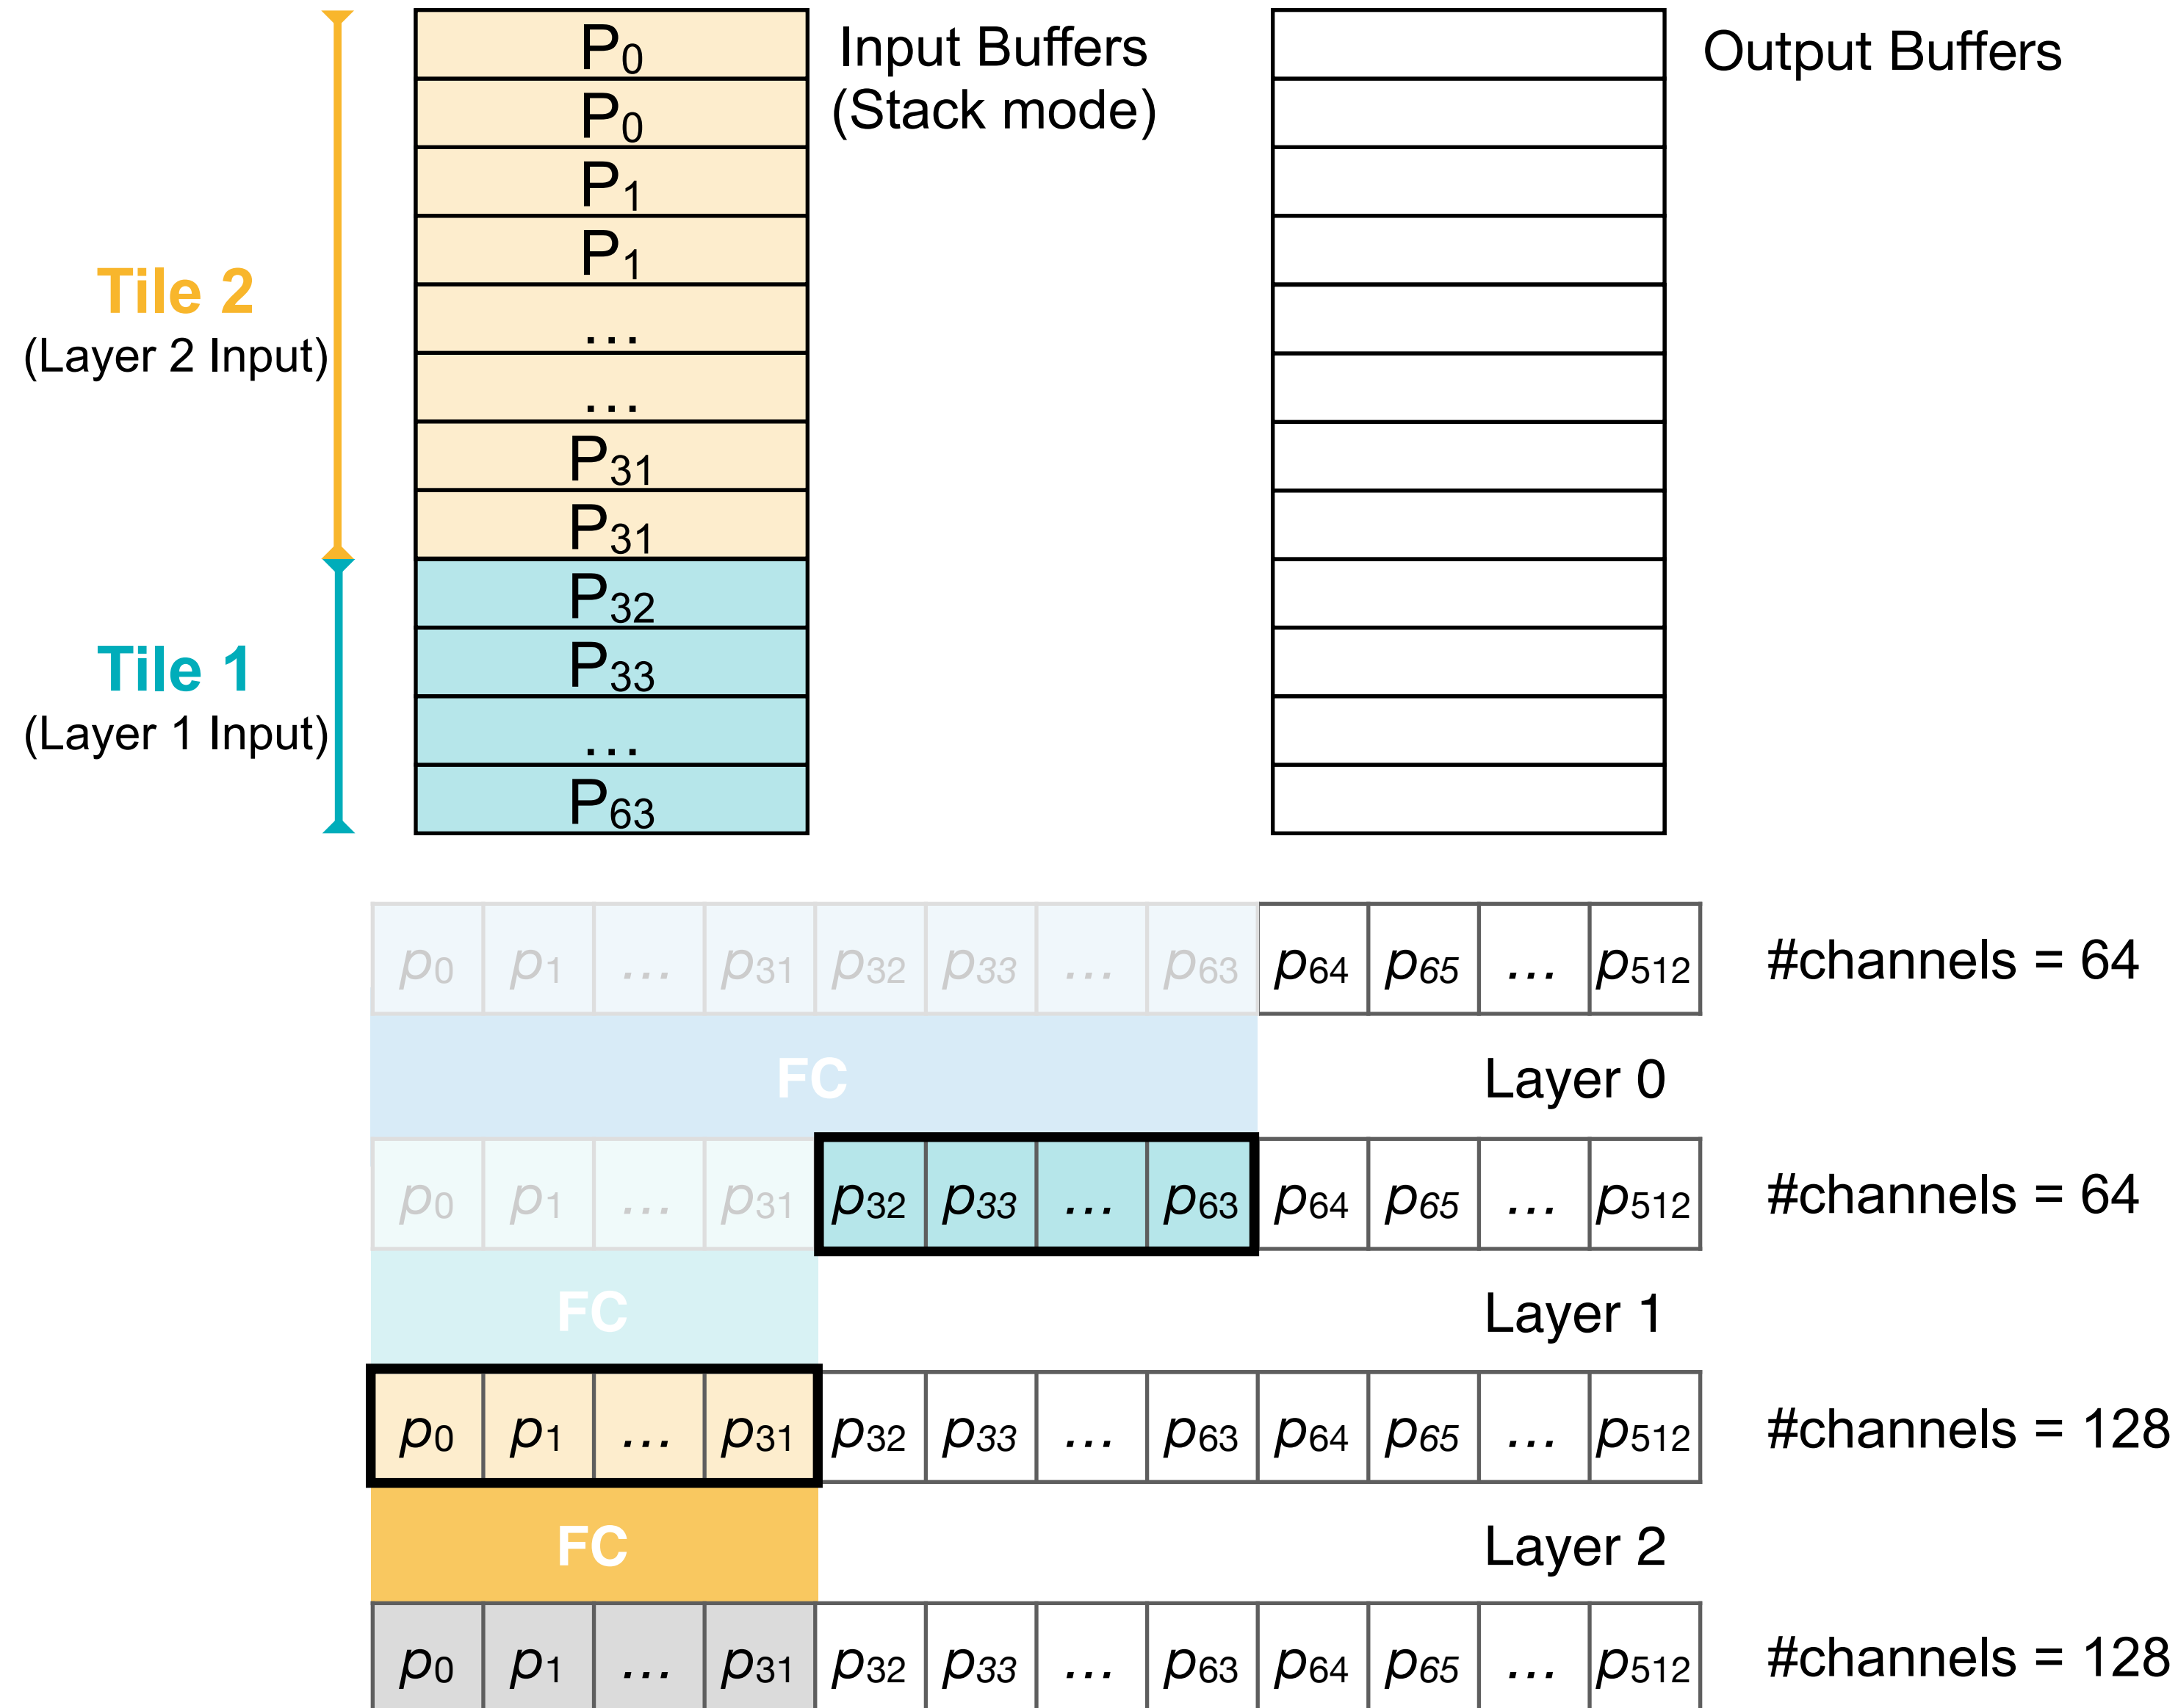 P0
P0
P1
P1
...
...
P31
P31
P32
P33
...
P63
Input Buffers
(Stack mode)
Output Buffers
Tile 2
(Layer 2 Input)
Tile 1
(Layer 1 Input)
p0 p1 ... p31 p32 p33 ... p63 p64 p65 ... p512 #channels = 64
FC Layer 0
p0 p1 ... p31 p32 p33 ... p63 p64 p65 ... p512 #channels = 64
FC Layer 1
p0 p1 ... p31 p32 p33 ... p63 p64 p65 ... p512 #channels = 128
FC Layer 2
p0 p1 ... p31 p32 p33 ... p63 p64 p65 ... p512 #channels = 128